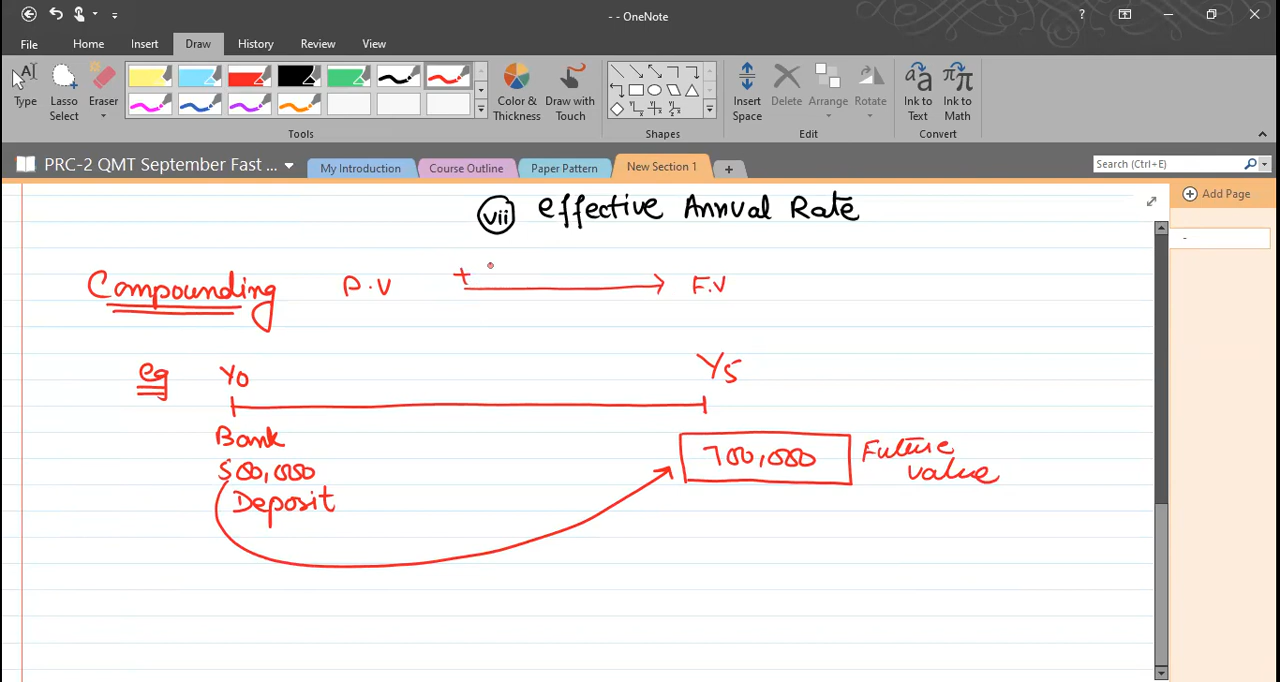 - - OneNote
?
File Home Insert Draw History Review View
Type
Lasso Select
Eraser
Color & Thickness
Draw with Touch
Insert Space
Delete
Arrange
Rotate
Ink to Text
Ink to Math
Tools Shapes Edit Convert
PRC-2 QMT September Fast ... My Introduction Course Outline Paper Pattern New Section 1
Search (Ctrl+E)
Add Page
-
vii effective Annual Rate
Compounding P.V + F.V
eg Y0 Y5
Bank
500,000
Deposit
700,000
Future value